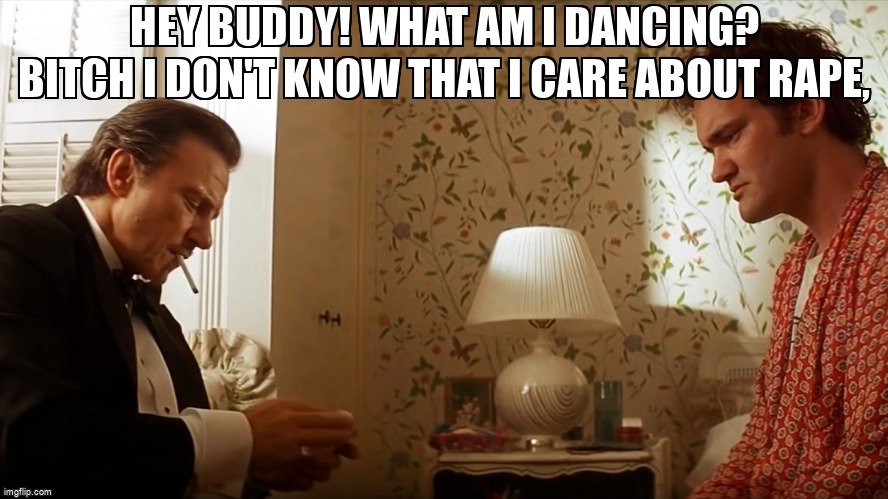 HEY BUDDY! WHAT AM I DANCING?
BITCH I DON'T KNOW THAT I CARE ABOUT RAPE,
imgflip.com